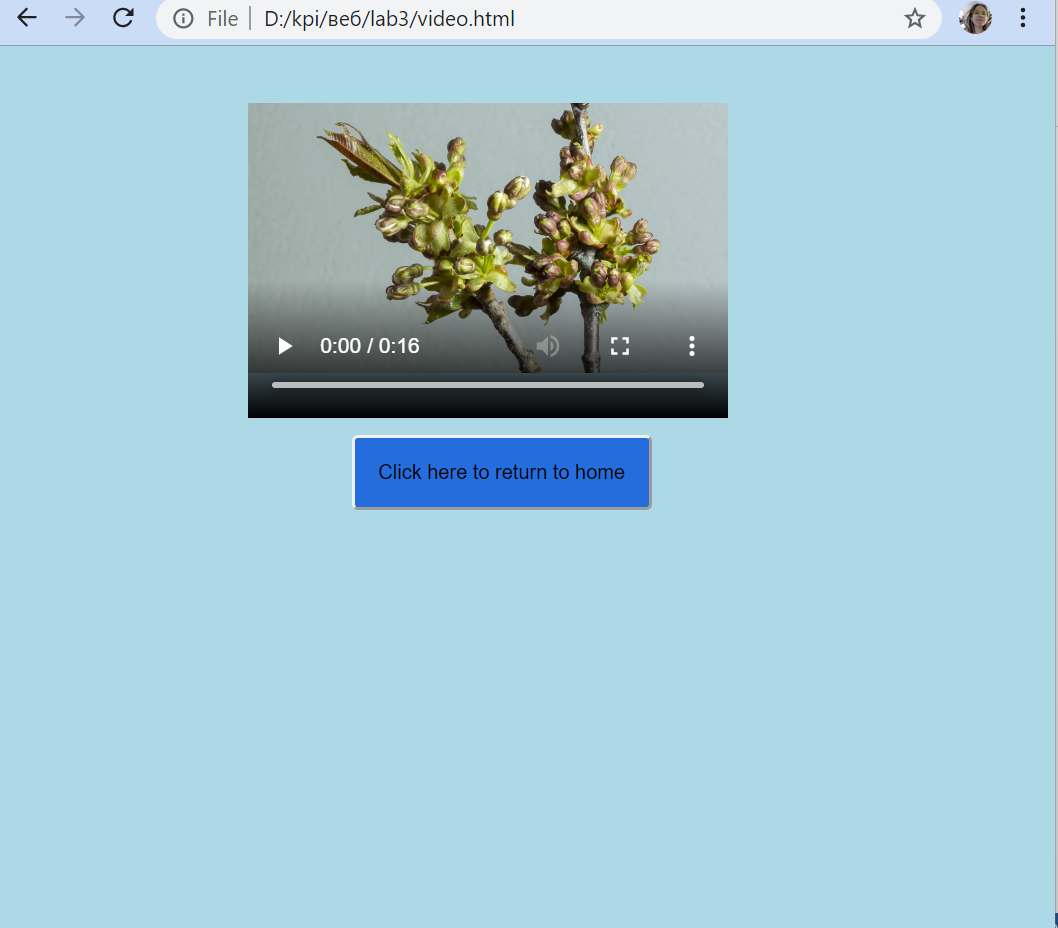 File D:/kpi/веб/lab3/video.html
0:00 / 0:16
Click here to return to home